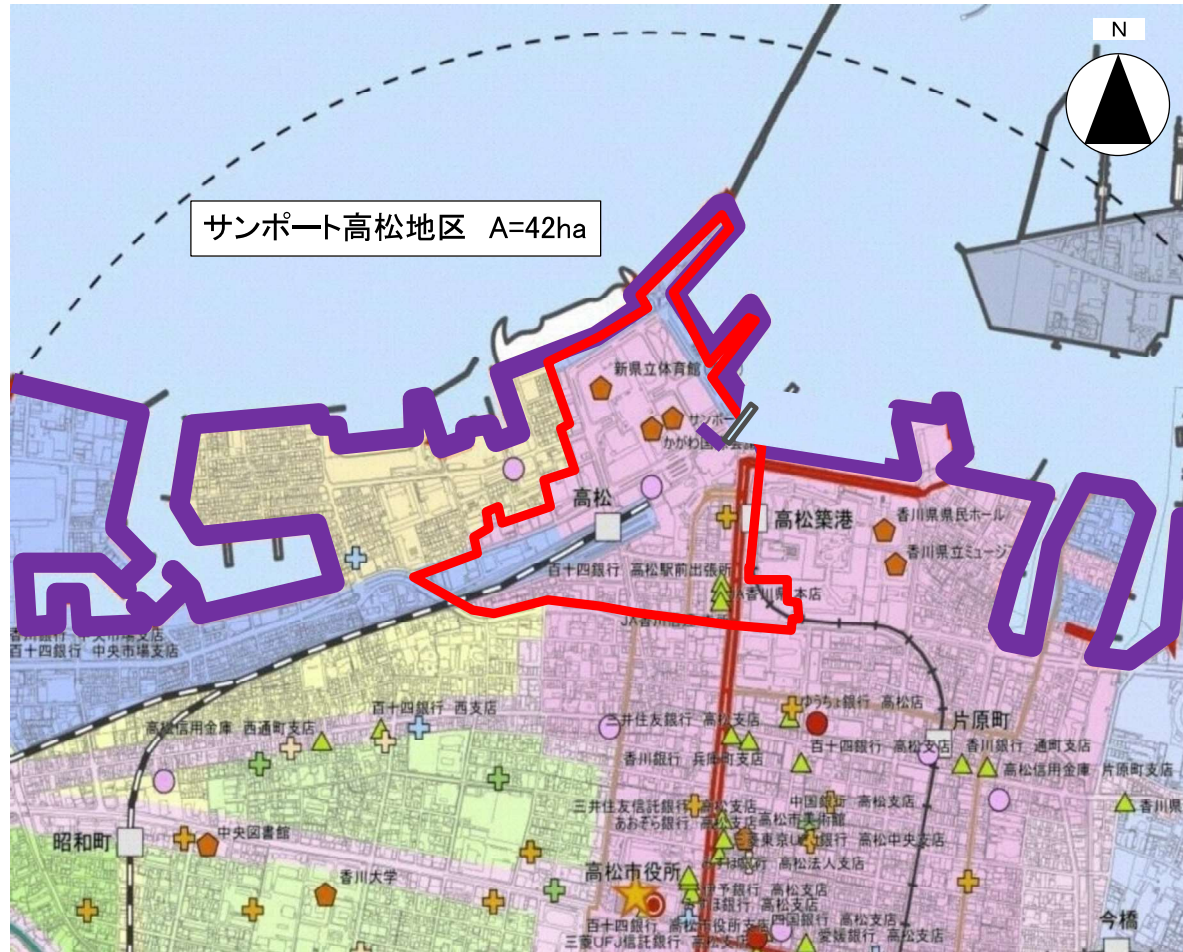 N
サンポート高松地区 A=42ha
新県立体育館
サンポー
かがわ国
高松
高松築港
香川県県民ホール
香川県立ミュージ
百十四銀行 高松駅前出張所
JA香川県 本店
百十四銀行 中央市場支店
百十四銀行 西支店
高松信用金庫 西通町支店
ゆうちょ銀行 高松店
三井住友銀行 高松支店
片原町
百十四銀行 高松支店
香川銀行 通町支店
香川銀行 兵庫町支店
高松信用金庫 片原町支店
三井住友信託銀行 高松支店
中国銀行 高松支店
香川県
あおぞら銀行 高松支店
高松市美術館
昭和町
中央図書館
高松市役所
香川大学
伊予銀行 高松支店
百十四銀行 高松市役所支店
四国銀行 高松支店
三菱UFJ信託銀行 高松支店
愛媛銀行 高松支店
今橋